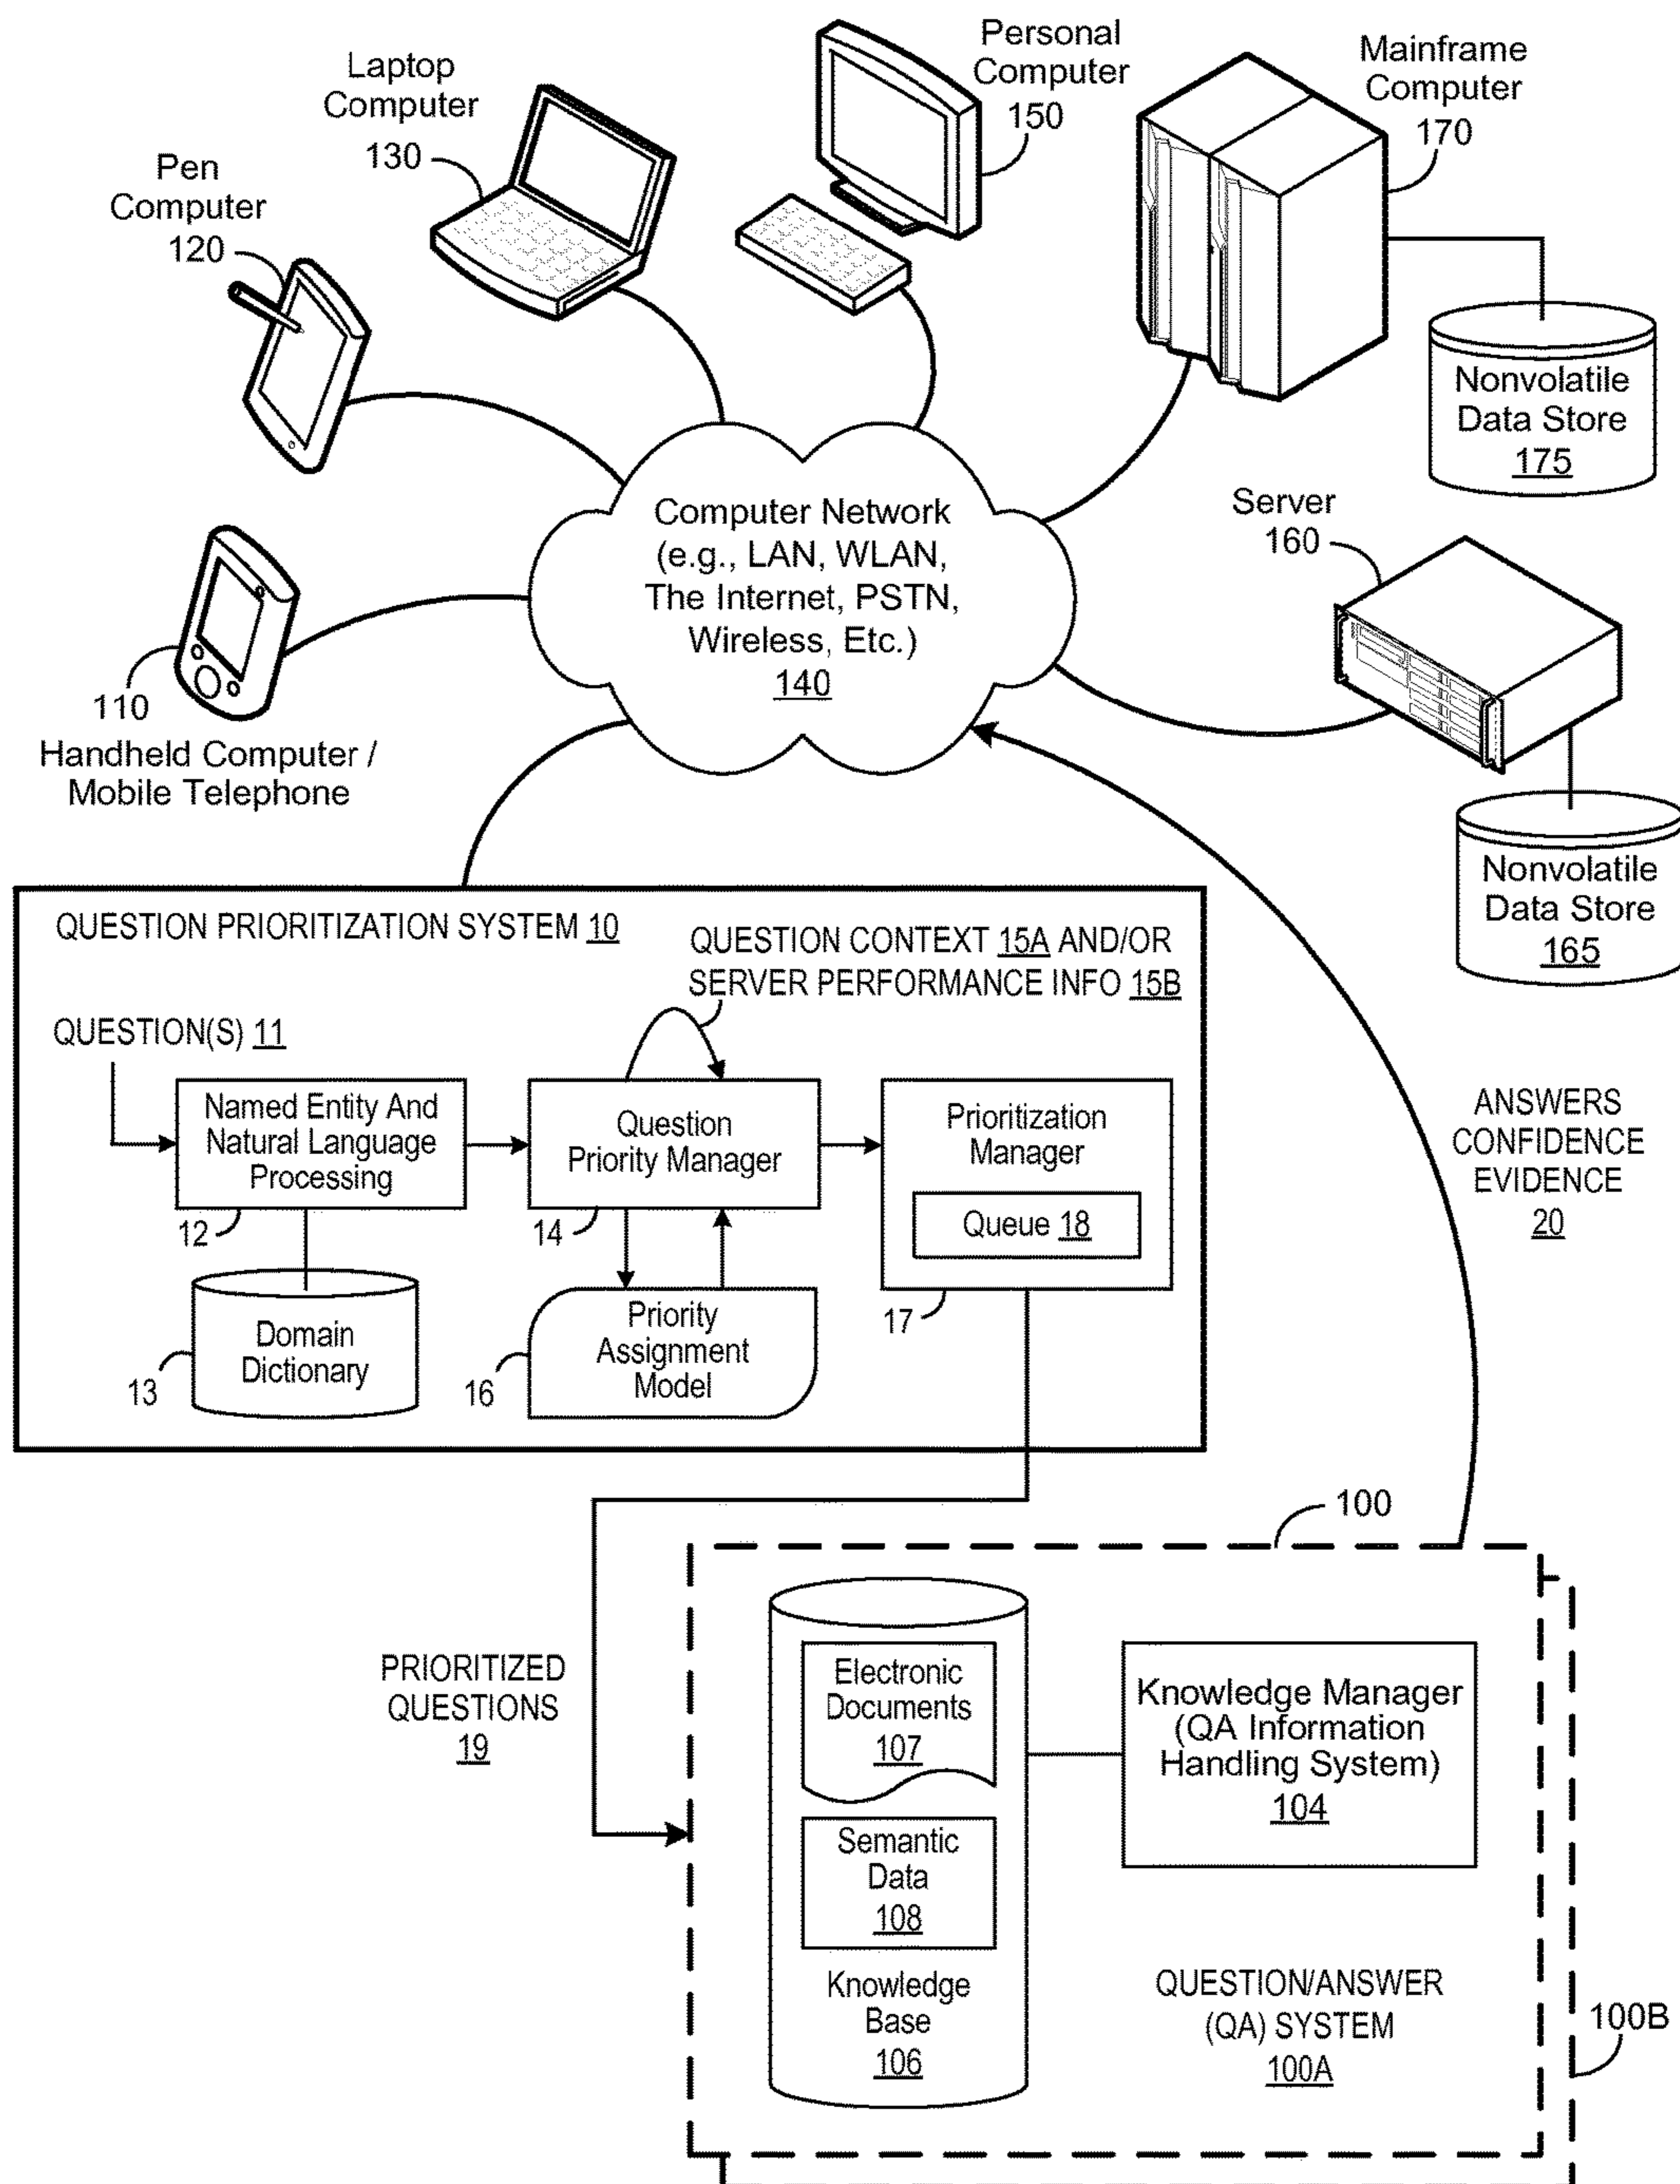 Personal
Computer
150
Mainframe
Computer
170
Laptop
Computer
130
Pen
Computer
120
Nonvolatile
Data Store
175
Computer Network
(e.g., LAN, WLAN,
The Internet, PSTN,
Wireless, Etc.)
140
Server
160
110
Handheld Computer /
Mobile Telephone
Nonvolatile
Data Store
165
QUESTION PRIORITIZATION SYSTEM 10
QUESTION CONTEXT 15A AND/OR
SERVER PERFORMANCE INFO 15B
QUESTION(S) 11
Named Entity And
Natural Language
Processing
12
Question
Priority Manager
14
Prioritization
Manager
Queue 18
17
Domain
Dictionary
13
Priority
Assignment
Model
16
ANSWERS
CONFIDENCE
EVIDENCE
20
100
PRIORITIZED
QUESTIONS
19
Electronic
Documents
107
Semantic
Data
108
Knowledge
Base
106
Knowledge Manager
(QA Information
Handling System)
104
QUESTION/ANSWER
(QA) SYSTEM
100A
100B